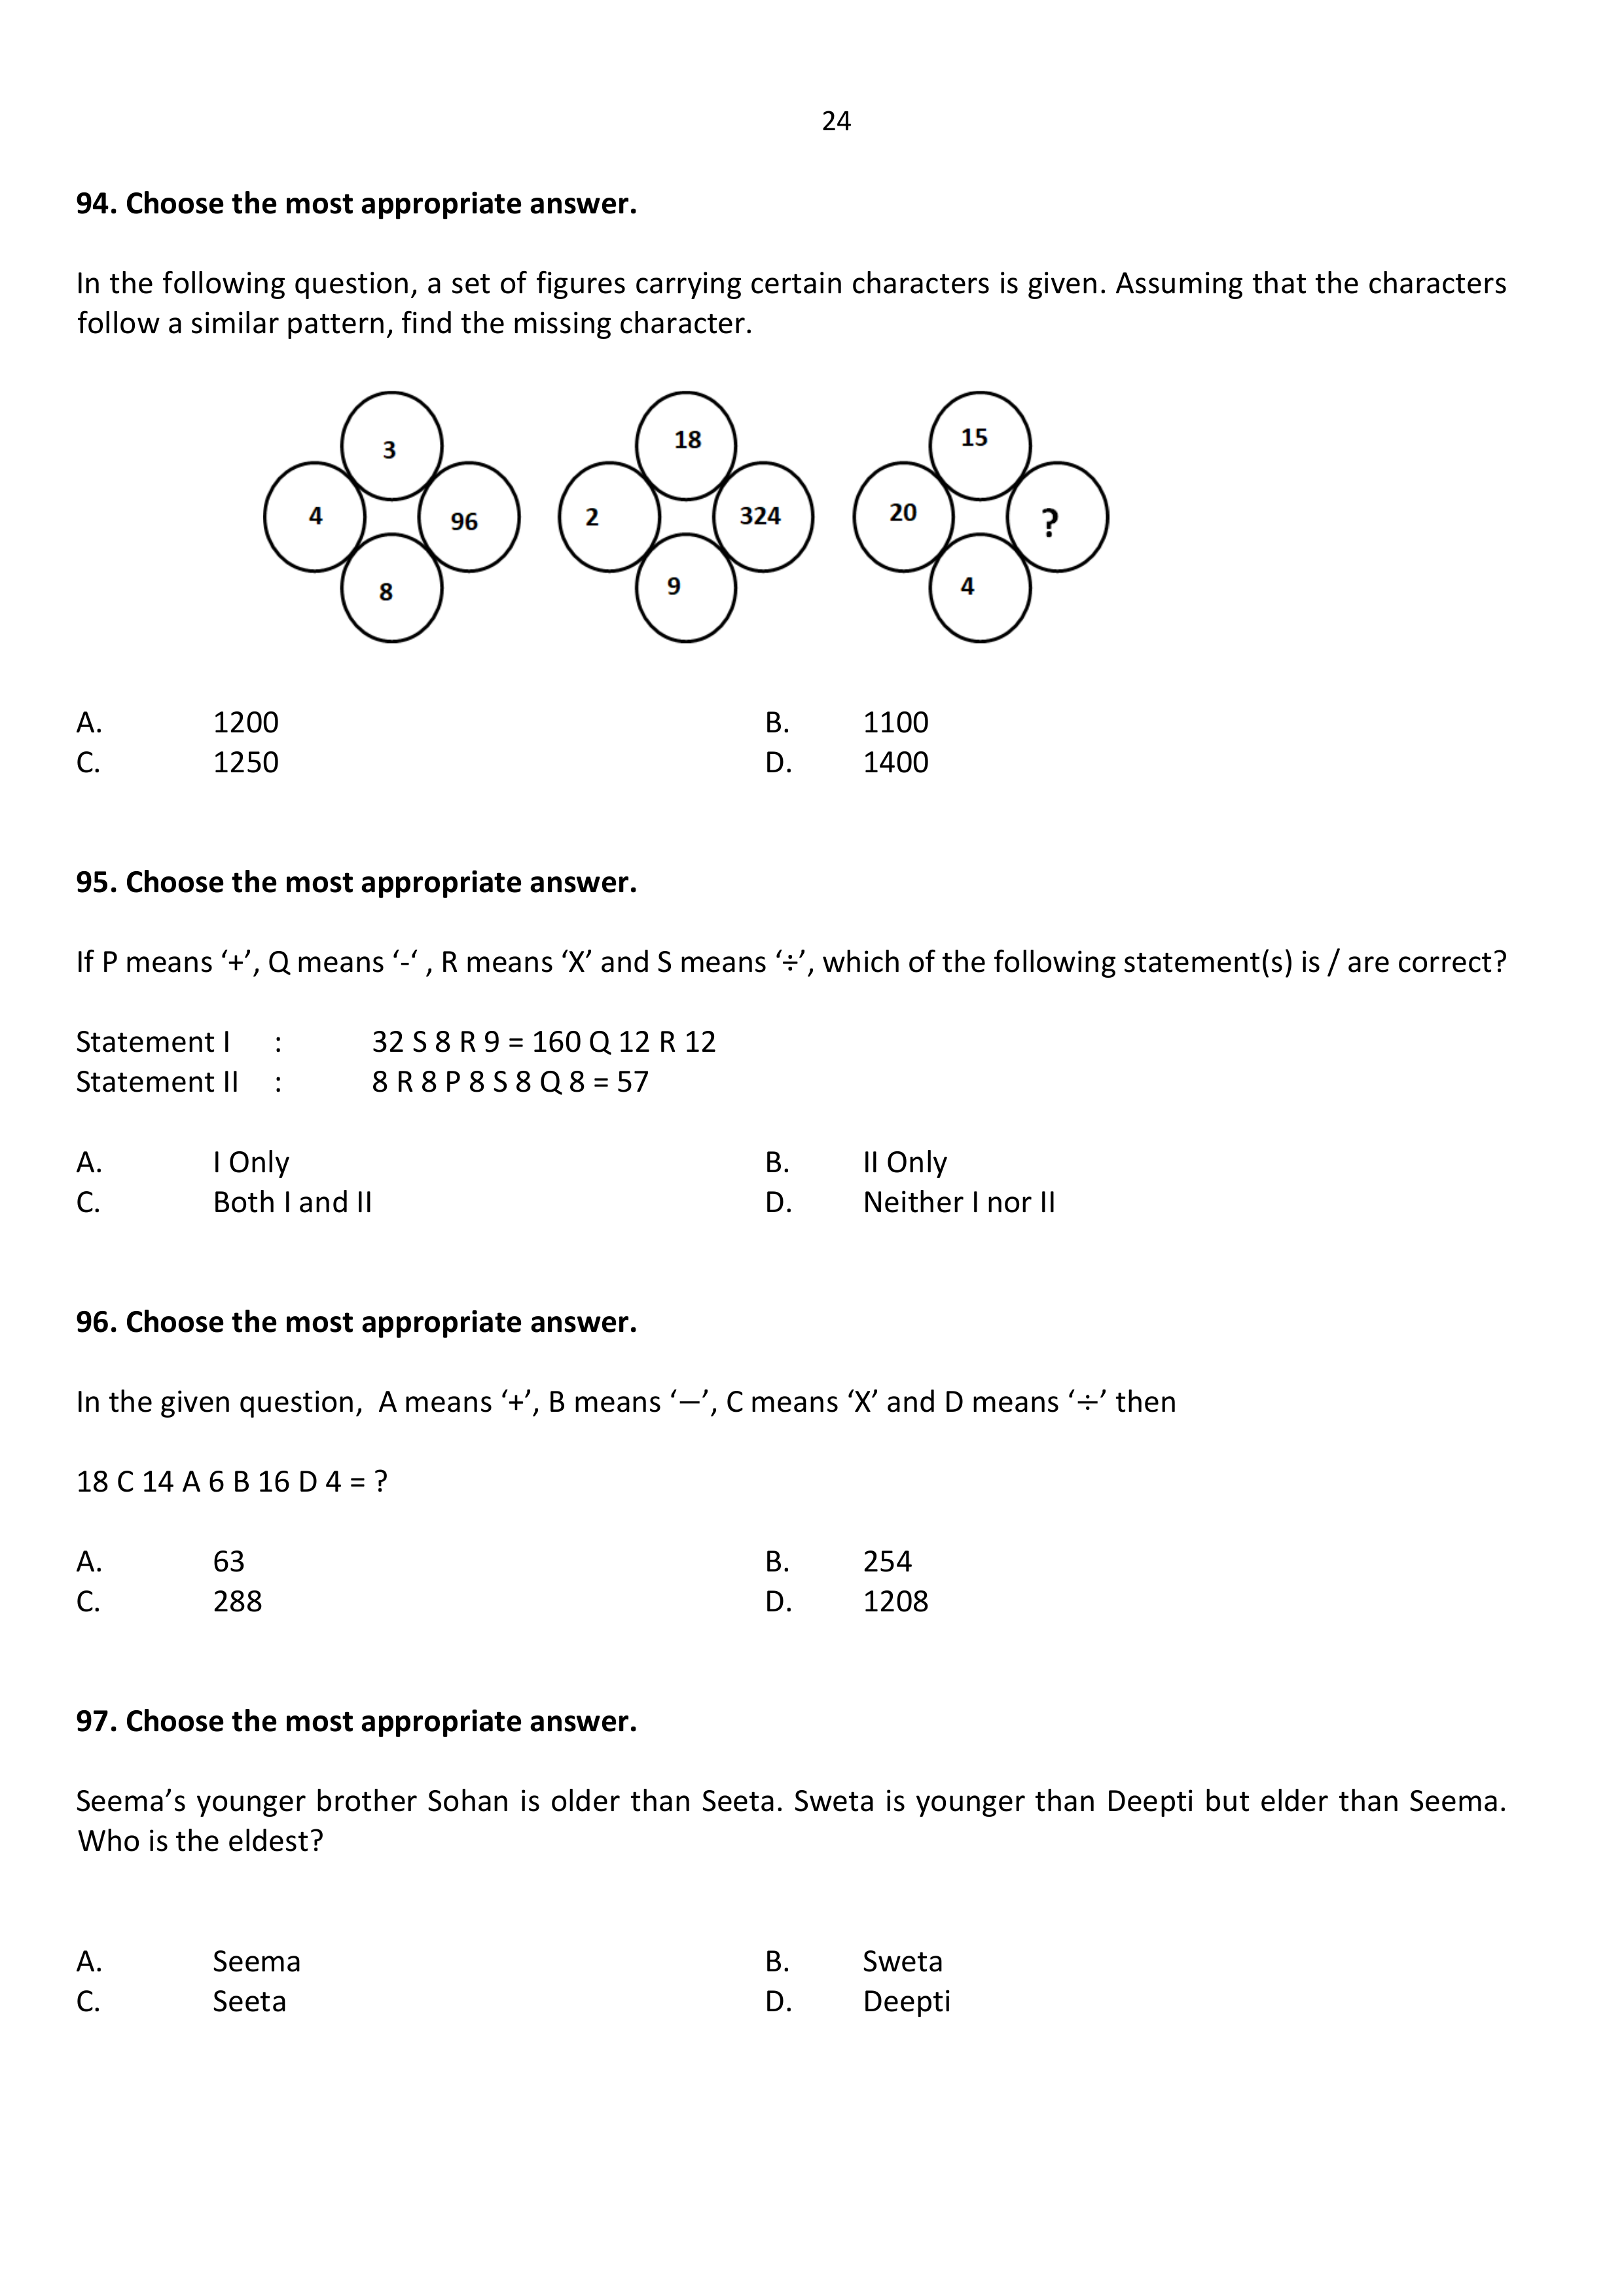 24
94. Choose the most appropriate answer.
In the following question, a set of figures carrying certain characters is given. Assuming that the characters
follow a similar pattern, find the missing character.
3 18 15
4 96 2 324 20 ?
8 9 4
A. 1200 B. 1100
C. 1250 D. 1400
95. Choose the most appropriate answer.
If P means ‘+’, Q means ‘-‘ , R means ‘X’ and S means ‘÷’, which of the following statement(s) is / are correct?
Statement I : 32 S 8 R 9 = 160 Q 12 R 12
Statement II : 8 R 8 P 8 S 8 Q 8 = 57
A. I Only B. II Only
C. Both I and II D. Neither I nor II
96. Choose the most appropriate answer.
In the given question, A means ‘+’, B means ‘−’, C means ‘X’ and D means ‘÷’ then
18 C 14 A 6 B 16 D 4 = ?
A. 63 B. 254
C. 288 D. 1208
97. Choose the most appropriate answer.
Seema’s younger brother Sohan is older than Seeta. Sweta is younger than Deepti but elder than Seema.
Who is the eldest?
A. Seema B. Sweta
C. Seeta D. Deepti